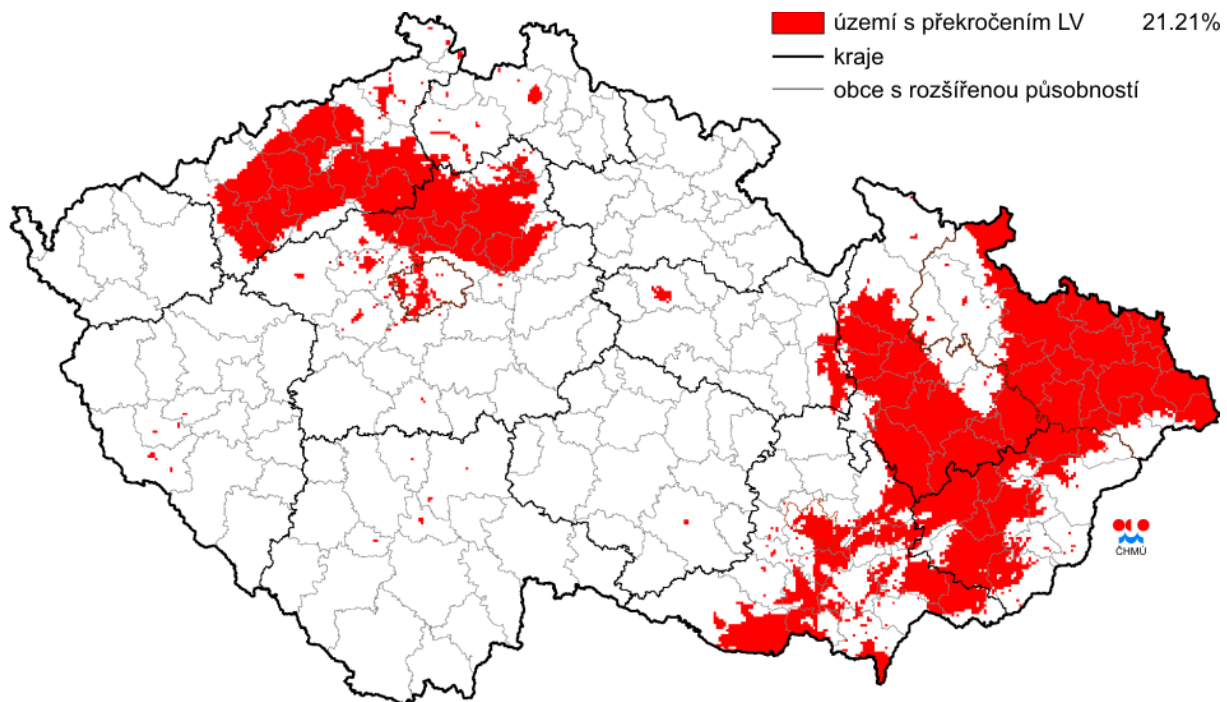 území s překročením LV 21.21%
kraje
obce s rozšířenou působností
ČHMÚ